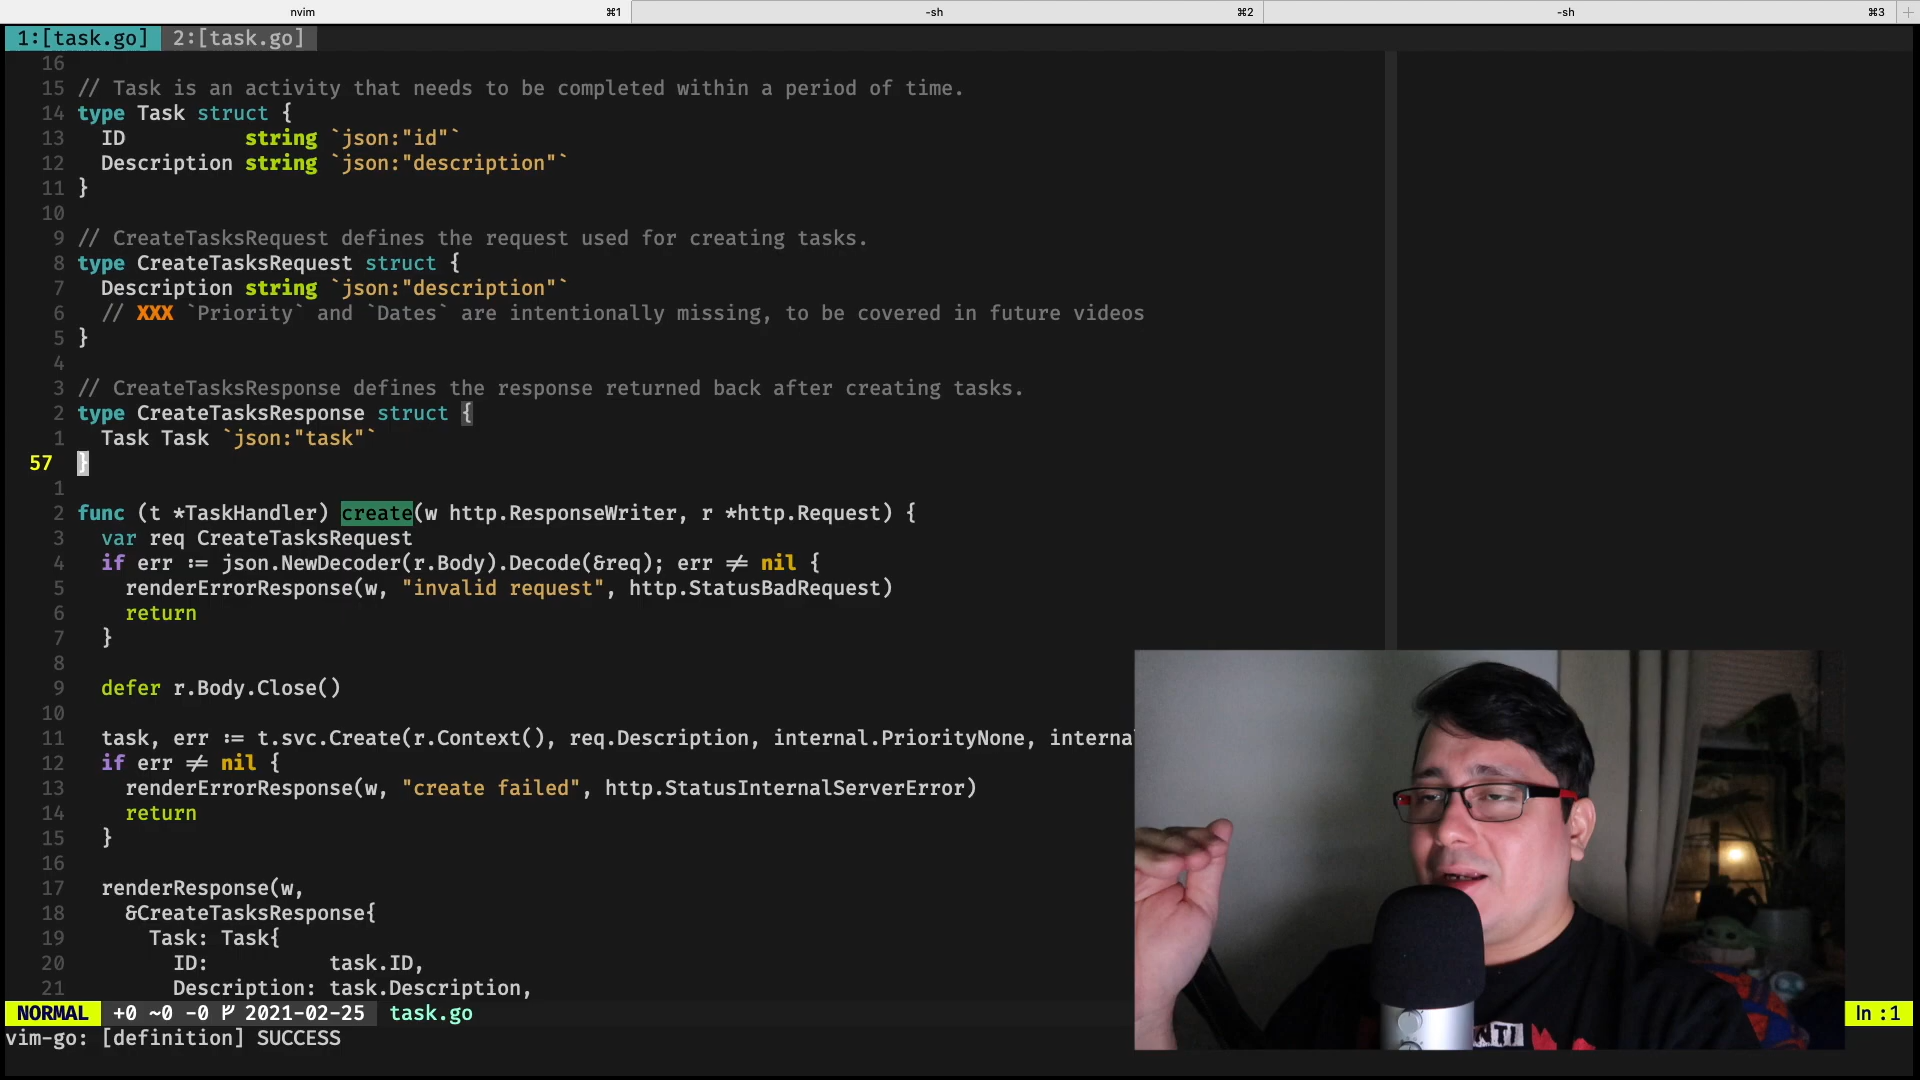 nvim ⌘1 -sh ⌘2 -sh ⌘3 +
1:[task.go] 2:[task.go]
16
15 // Task is an activity that needs to be completed within a period of time.
14 type Task struct {
13 ID string `json:"id"`
12 Description string `json:"description"`
11 }
10
9 // CreateTasksRequest defines the request used for creating tasks.
8 type CreateTasksRequest struct {
7 Description string `json:"description"`
6 // XXX `Priority` and `Dates` are intentionally missing, to be covered in future videos
5 }
4
3 // CreateTasksResponse defines the response returned back after creating tasks.
2 type CreateTasksResponse struct {
1 Task Task `json:"task"`
57 }
1
2 func (t *TaskHandler) create(w http.ResponseWriter, r *http.Request) {
3 var req CreateTasksRequest
4 if err := json.NewDecoder(r.Body).Decode(&req); err ≠ nil {
5 renderErrorResponse(w, "invalid request", http.StatusBadRequest)
6 return
7 }
8
9 defer r.Body.Close()
10
11 task, err := t.svc.Create(r.Context(), req.Description, internal.PriorityNone, interna
12 if err ≠ nil {
13 renderErrorResponse(w, "create failed", http.StatusInternalServerError)
14 return
15 }
16
17 renderResponse(w,
18 &CreateTasksResponse{
19 Task: Task{
20 ID: task.ID,
21 Description: task.Description,
NORMAL +0 ~0 -0 2021-02-25 task.go ln :1
vim-go: [definition] SUCCESS